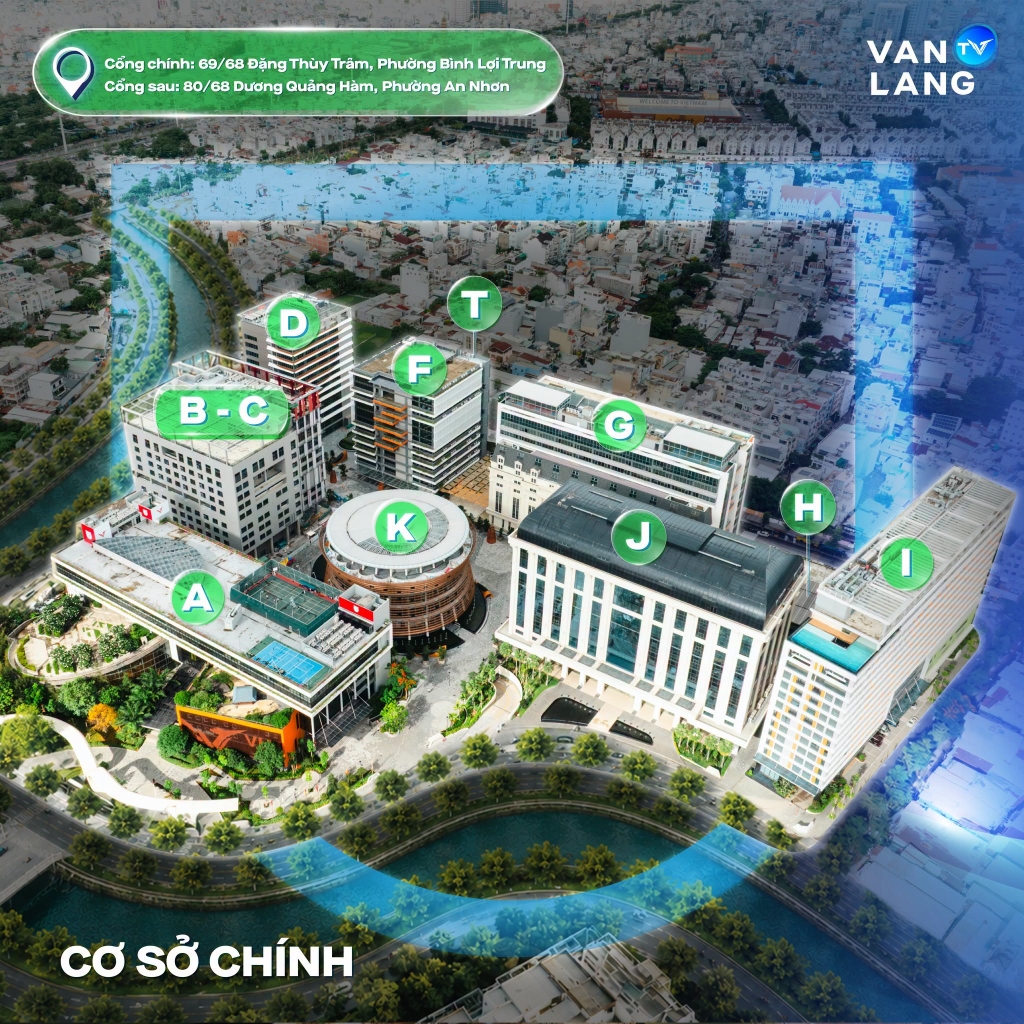 Cổng chính: 69/68 Đặng Thùy Trâm, Phường Bình Lợi Trung
Cổng sau: 80/68 Dương Quảng Hàm, Phường An Nhơn
VAN TV
LANG
T
D
F
B - C
G
H
K
J
I
A
CƠ SỞ CHÍNH